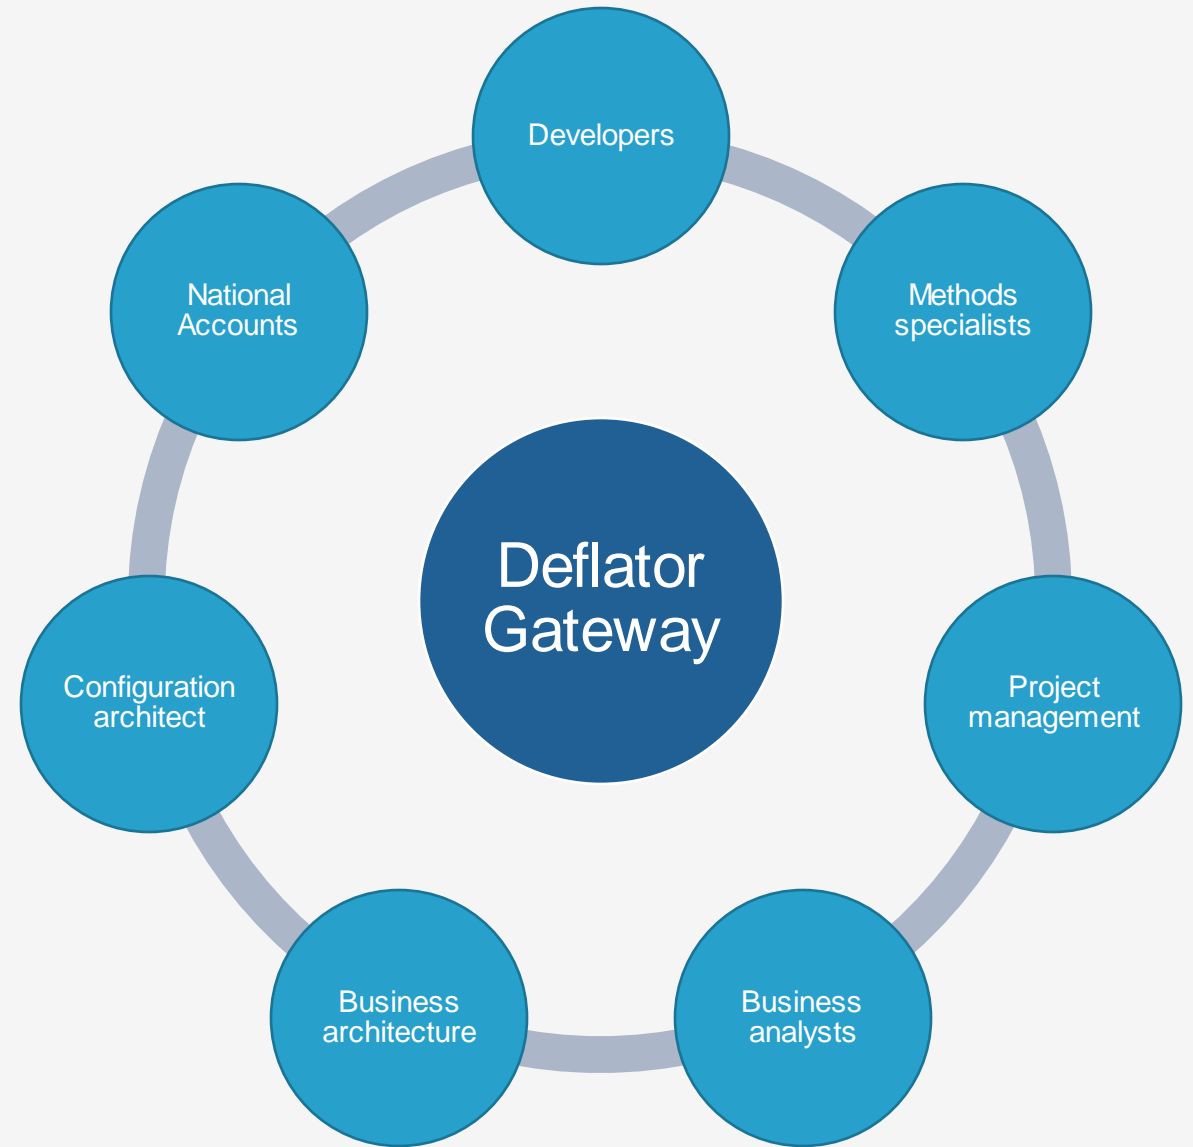 Developers
Methods
specialists
Project
management
Business
analysts
Business
architecture
Configuration
architect
National
Accounts
Deflator
Gateway